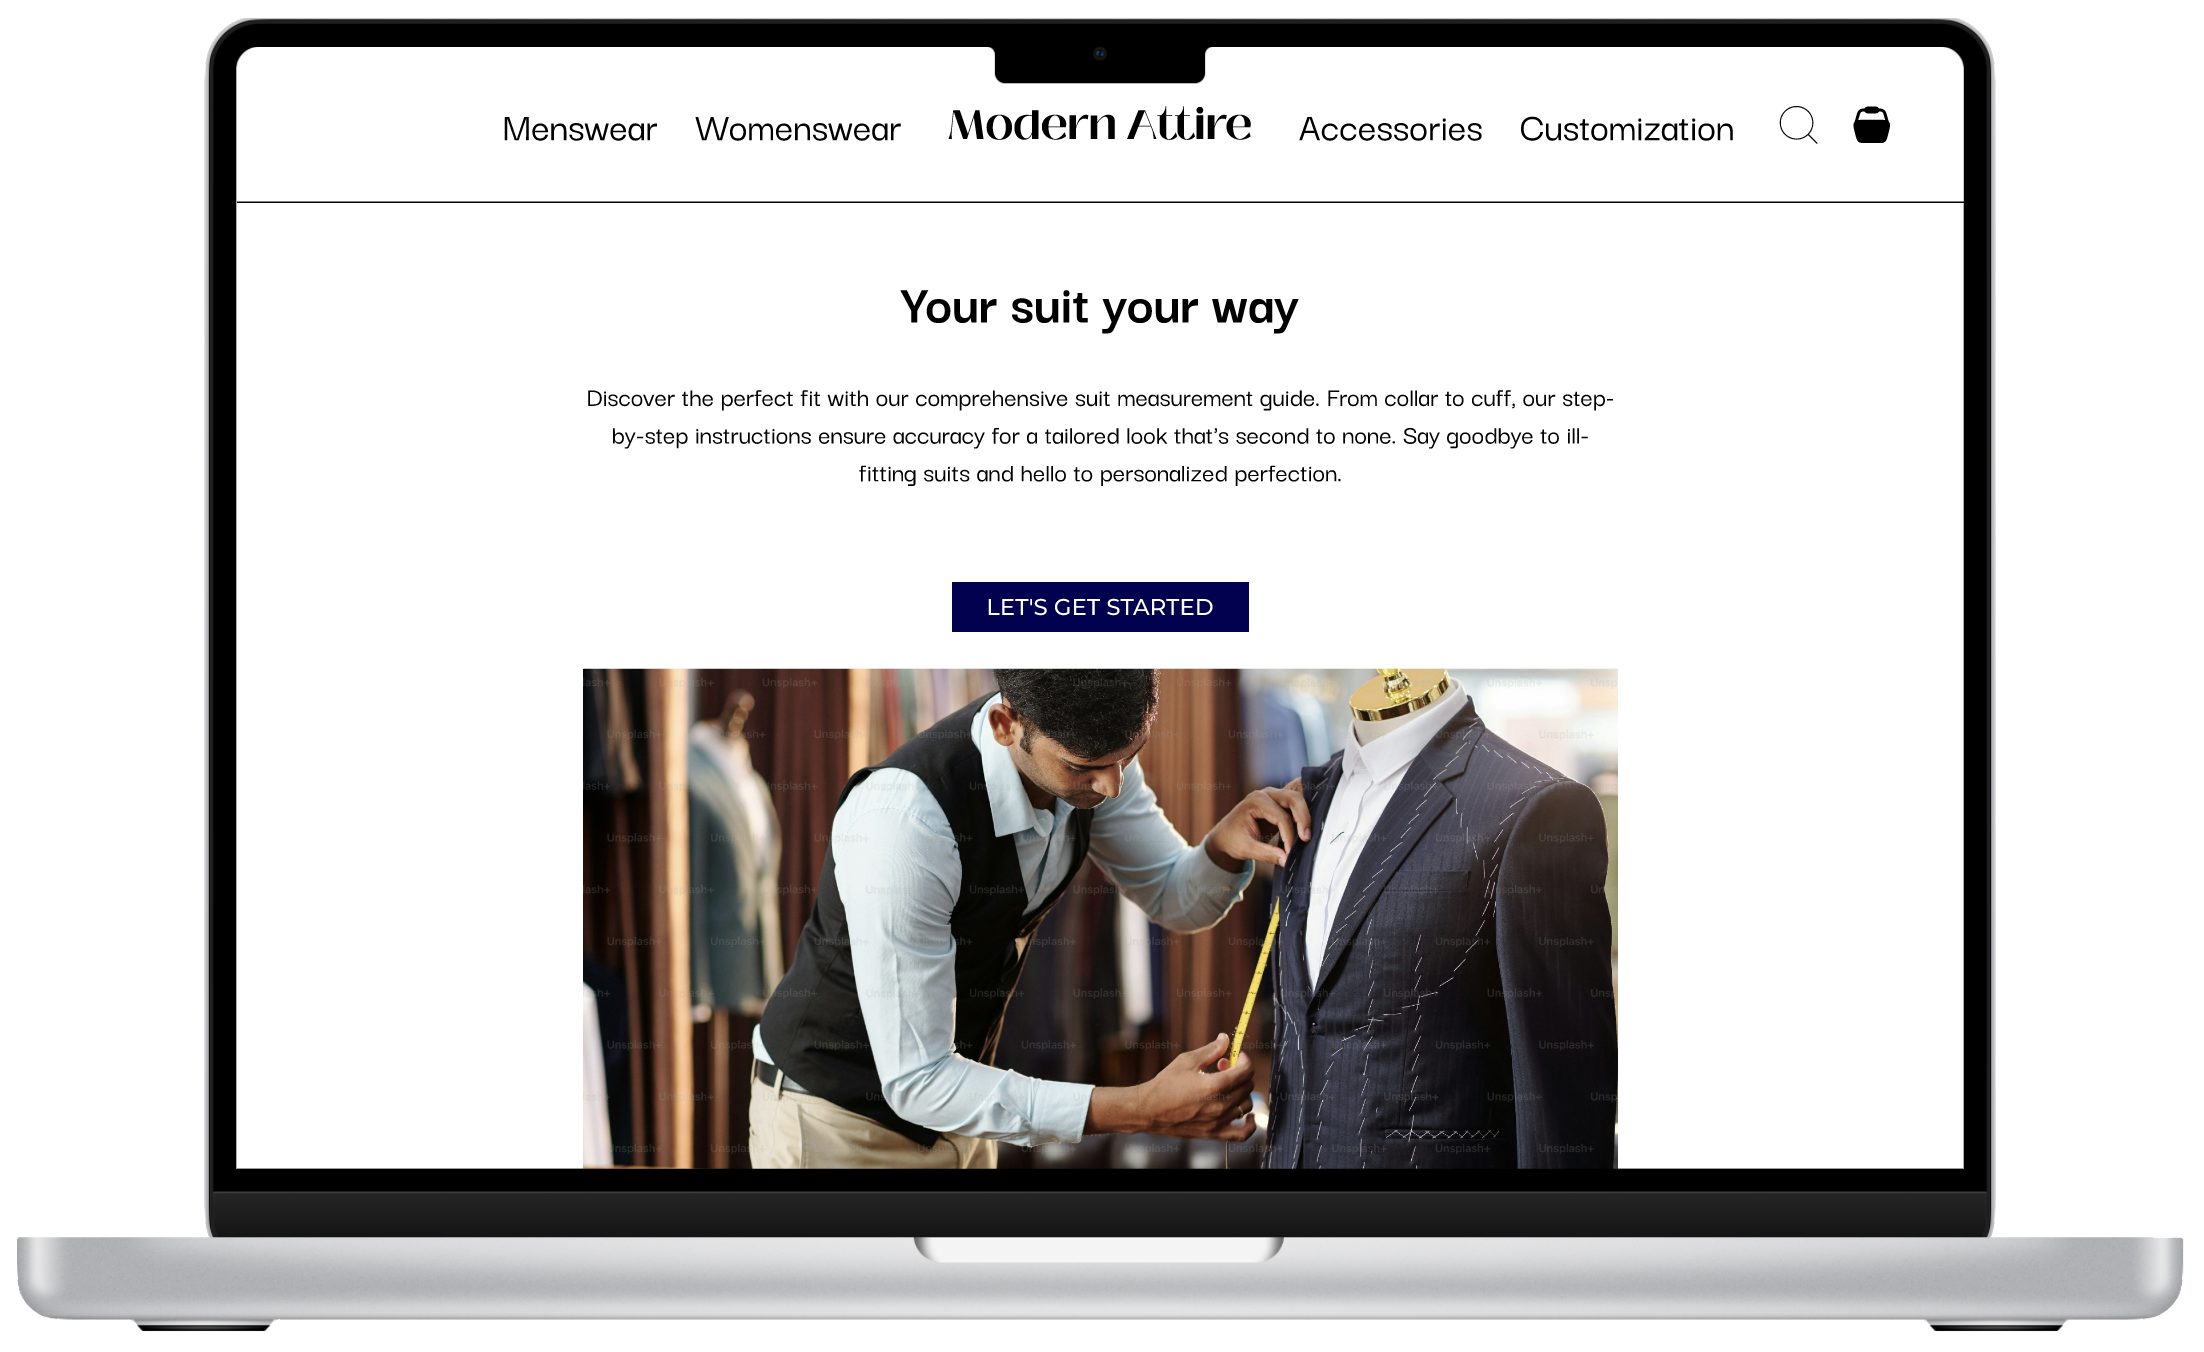 Menswear Womenswear Modern Attire Accessories Customization
Your suit your way
Discover the perfect fit with our comprehensive suit measurement guide. From collar to cuff, our step-
by-step instructions ensure accuracy for a tailored look that's second to none. Say goodbye to ill-
fitting suits and hello to personalized perfection.
LET'S GET STARTED
Unsplash+